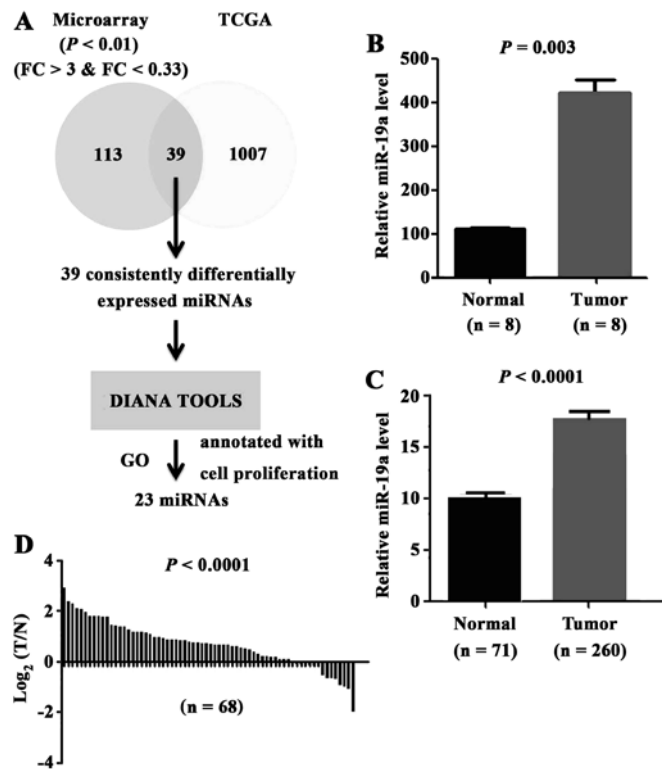 A
Microarray
(P < 0.01)
(FC > 3 & FC < 0.33)
TCGA
113
39
1007
39 consistently differentially
expressed miRNAs
DIANA TOOLS
GO
annotated with
cell proliferation
23 miRNAs
B
P = 0.003
Relative miR-19a level
500
400
300
200
100
0
Normal
(n = 8)
Tumor
(n = 8)
C
P < 0.0001
Relative miR-19a level
20
15
10
5
0
Normal
(n = 71)
Tumor
(n = 260)
D
P < 0.0001
Log2 (T/N)
4
2
0
-2
-4
(n = 68)